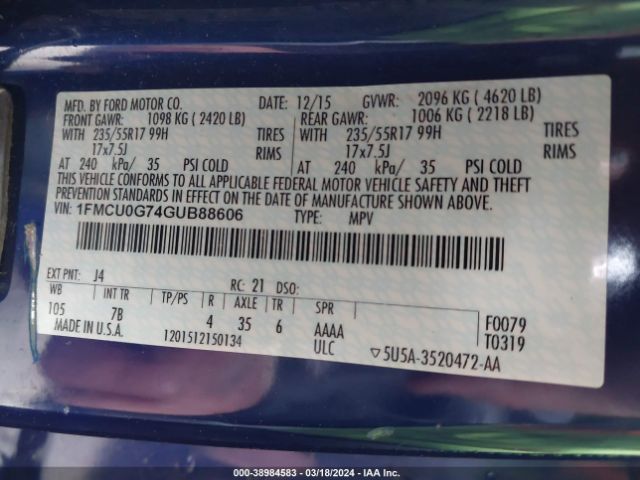 MFD. BY FORD MOTOR CO. DATE: 12/15 GVWR: 2096 KG ( 4620 LB)
FRONT GAWR: 1098 KG ( 2420 LB) REAR GAWR: 1006 KG ( 2218 LB)
WITH 235/55R17 99H TIRES WITH 235/55R17 99H TIRES
17x7.5J RIMS 17x7.5J RIMS
AT 240 kPa/ 35 PSI COLD AT 240 kPa/ 35 PSI COLD
THIS VEHICLE CONFORMS TO ALL APPLICABLE FEDERAL MOTOR VEHICLE SAFETY AND THEFT
PREVENTION STANDARDS IN EFFECT ON THE DATE OF MANUFACTURE SHOWN ABOVE.
VIN: 1FMCU0G74GUB88606 TYPE: MPV
EXT PNT: J4 RC: 21 DSO:
WB INT TR TP/PS R AXLE TR SPR
105 7B 4 35 6 AAAA F0079
MADE IN U.S.A. 1201512150134 ULC T0319
▽5U5A-3520472-AA
000-38984583 | 03/18/2024 | IAA Inc.